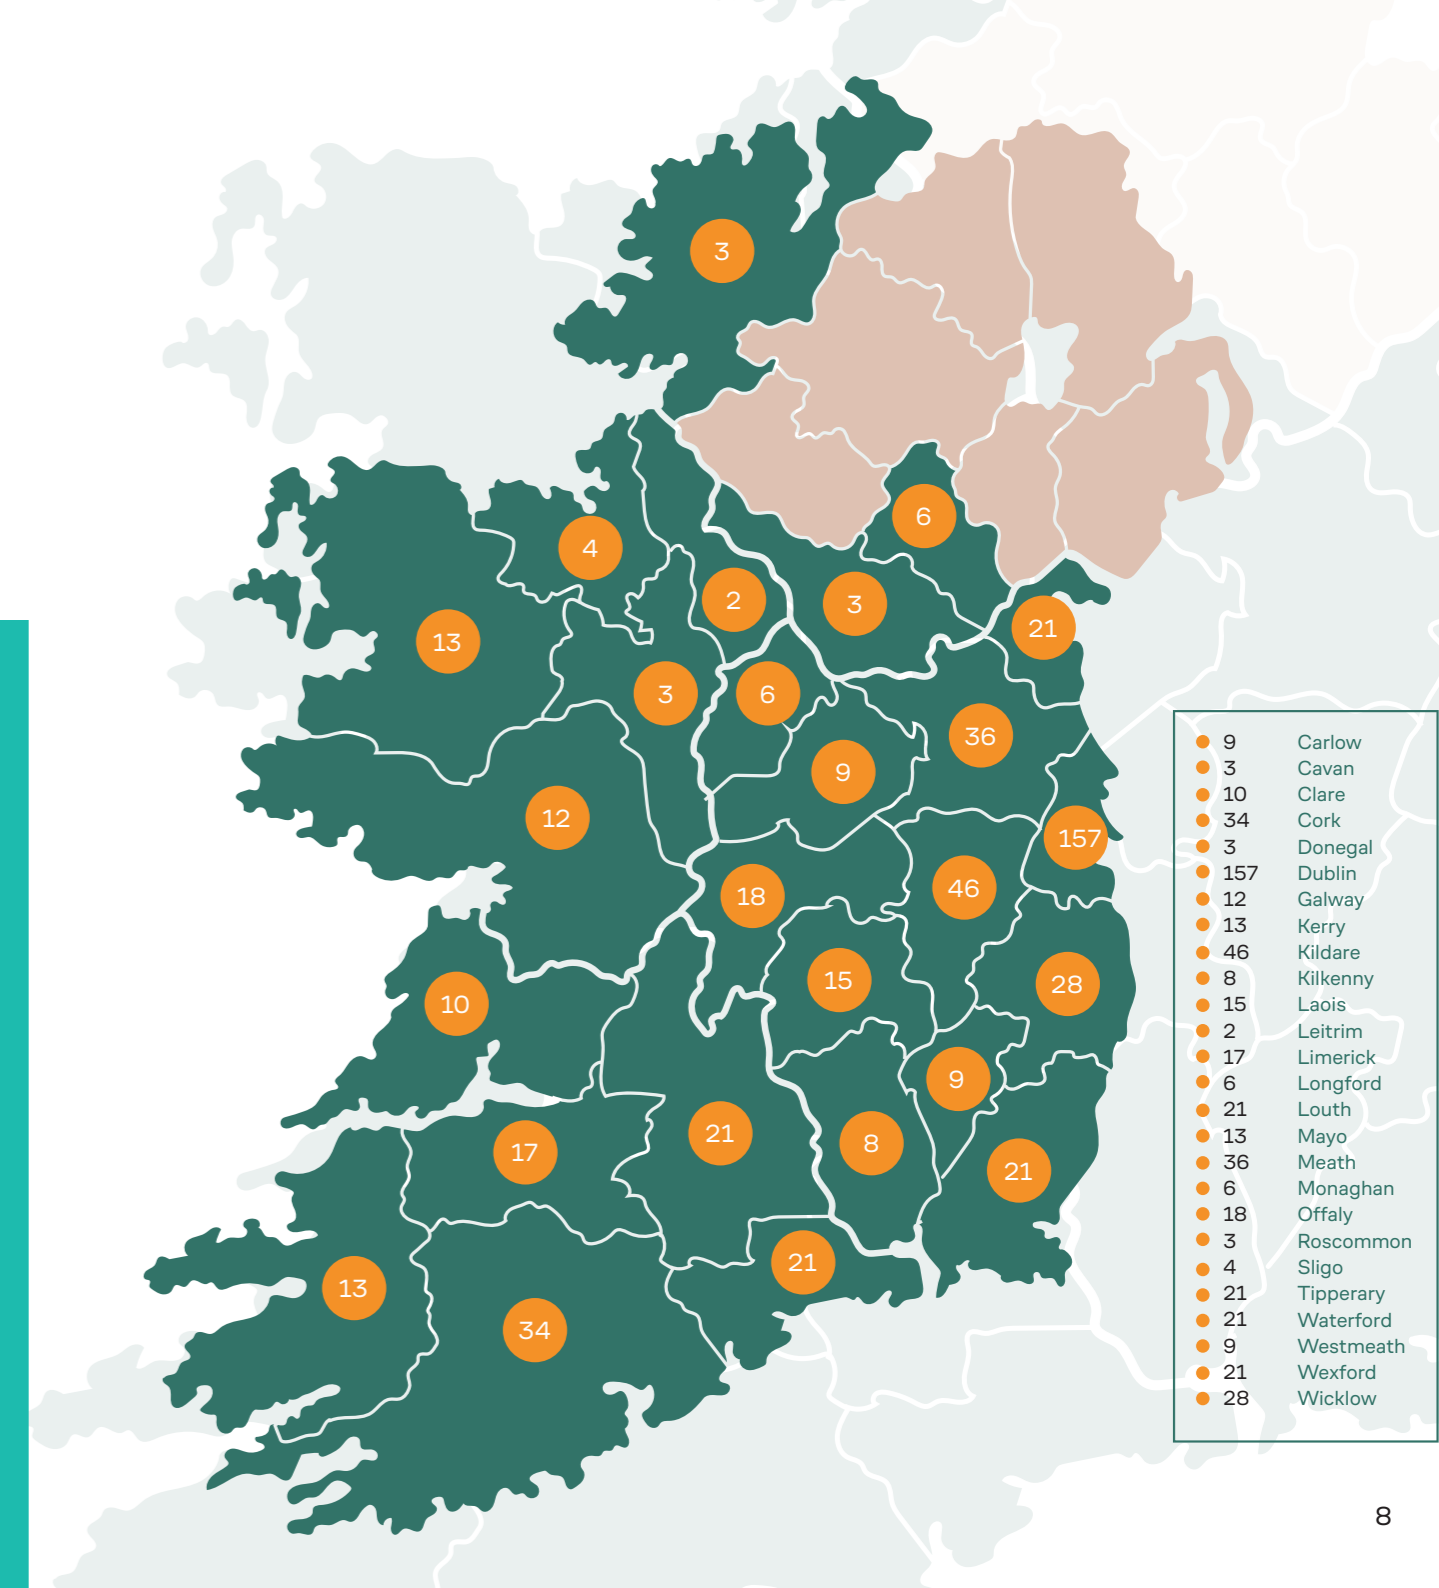 3
6
4
2
3
21
13
3
6
36
9
12
157
46
18
15
28
10
9
21
8
17
21
21
13
34
9 Carlow
3 Cavan
10 Clare
34 Cork
3 Donegal
157 Dublin
12 Galway
13 Kerry
46 Kildare
8 Kilkenny
15 Laois
2 Leitrim
17 Limerick
6 Longford
21 Louth
13 Mayo
36 Meath
6 Monaghan
18 Offaly
3 Roscommon
4 Sligo
21 Tipperary
21 Waterford
9 Westmeath
21 Wexford
28 Wicklow
8